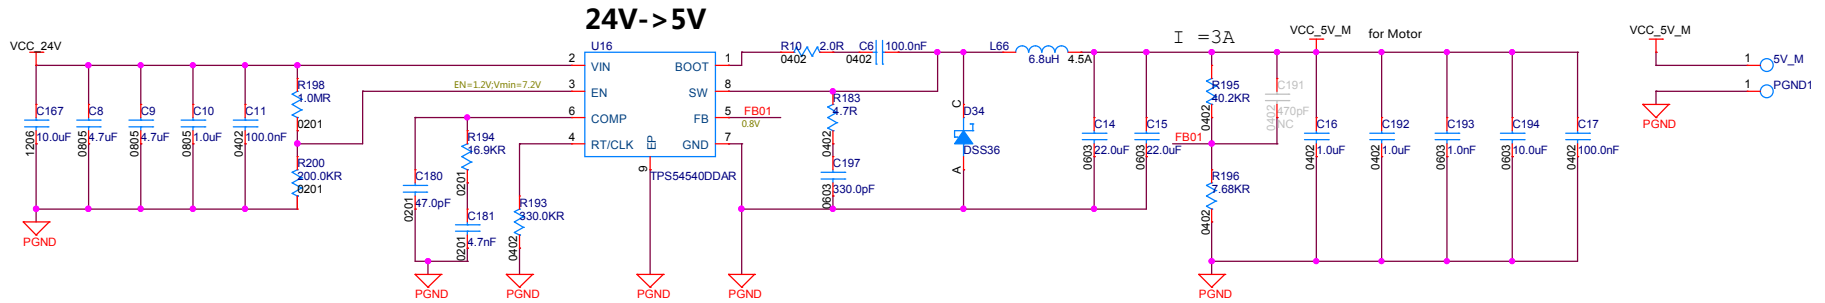 24V->5V
VCC_24V
C167
10.0uF
1206
C8
4.7uF
0805
C9
4.7uF
0805
C10
1.0uF
0805
C11
100.0nF
0402
R198
1.0MR
0201
R200
200.0KR
0201
PGND
EN=1.2V;Vmin=7.2V
U16
2
VIN
3
EN
6
COMP
4
RT/CLK
BOOT
1
SW
8
FB
5
GND
7
EP
9
TPS54540DDAR
FB01
0.8V
C180
47.0pF
0201
R194
16.9KR
0201
C181
4.7nF
0201
PGND
R193
330.0KR
0402
PGND
PGND
PGND
R10
2.0R
0402
C6
100.0nF
0402
R183
4.7R
0402
C197
330.0pF
0603
D34
C
A
DSS36
L66
6.8uH
4.5A
C14
22.0uF
0603
C15
22.0uF
0603
I =3A
R195
40.2KR
0402
FB01
C191
470pF
NC
0402
R196
7.68KR
0402
PGND
VCC_5V_M
for Motor
C16
1.0uF
0402
C192
1.0uF
0402
C193
1.0nF
0603
C194
10.0uF
0402
C17
100.0nF
0402
VCC_5V_M
1
5V_M
1
PGND1
PGND